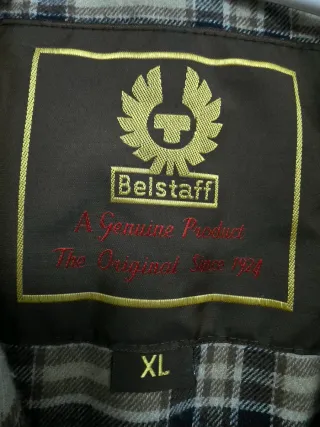 Belstaff
A Genuine Product
The Original Since 1924
XL